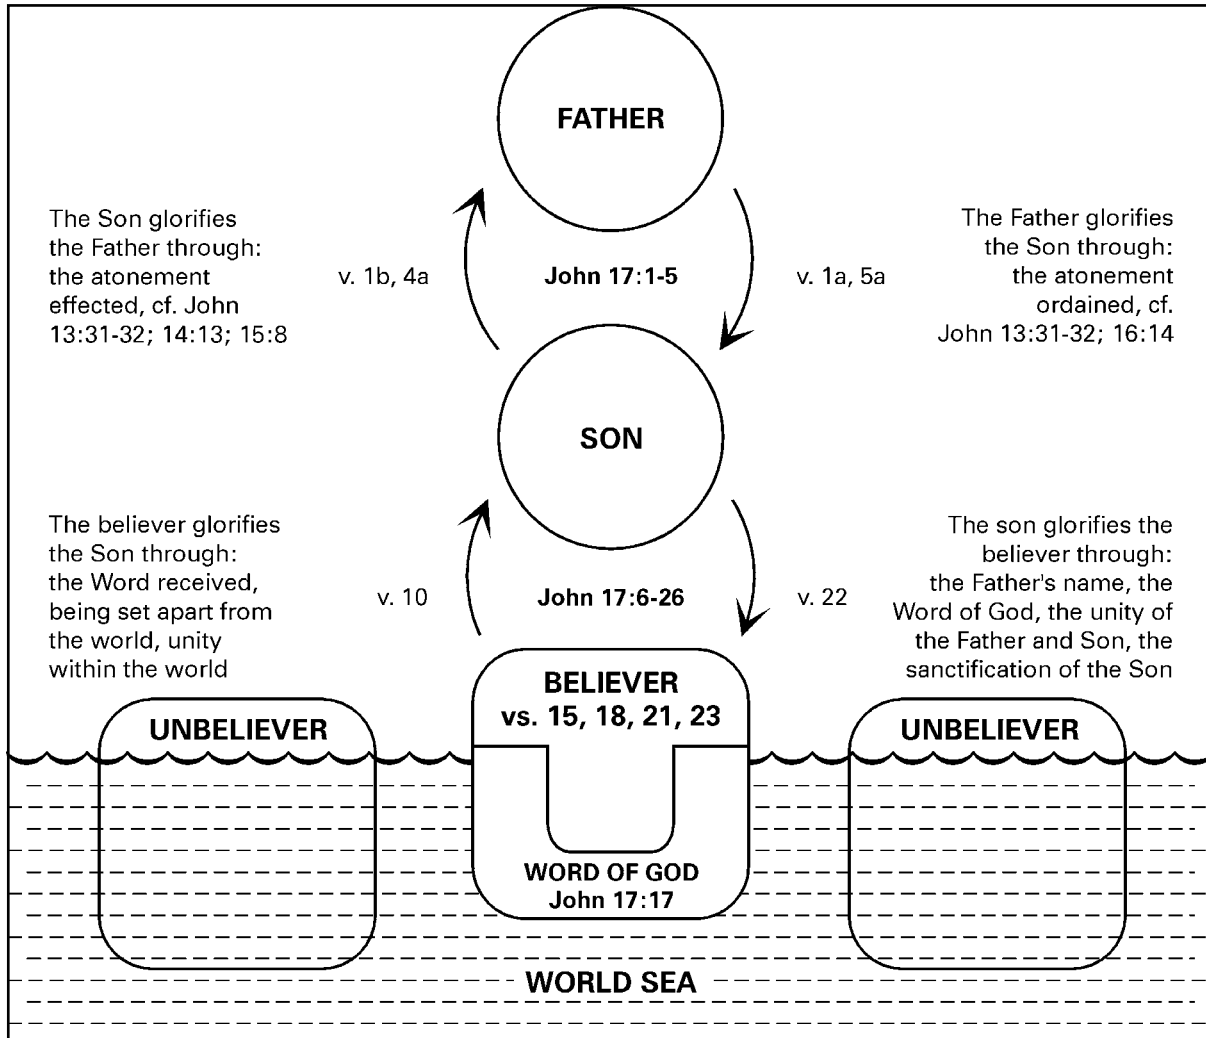 FATHER
The Son glorifies
the Father through:
the atonement
effected, cf. John
13:31-32; 14:13; 15:8
v. 1b, 4a
John 17:1-5
v. 1a, 5a
The Father glorifies
the Son through:
the atonement
ordained, cf.
John 13:31-32; 16:14
SON
The believer glorifies
the Son through:
the Word received,
being set apart from
the world, unity
within the world
v. 10
John 17:6-26
v. 22
The son glorifies the
believer through:
the Father's name, the
Word of God, the unity of
the Father and Son, the
sanctification of the Son
UNBELIEVER
BELIEVER
vs. 15, 18, 21, 23
UNBELIEVER
WORD OF GOD
John 17:17
WORLD SEA